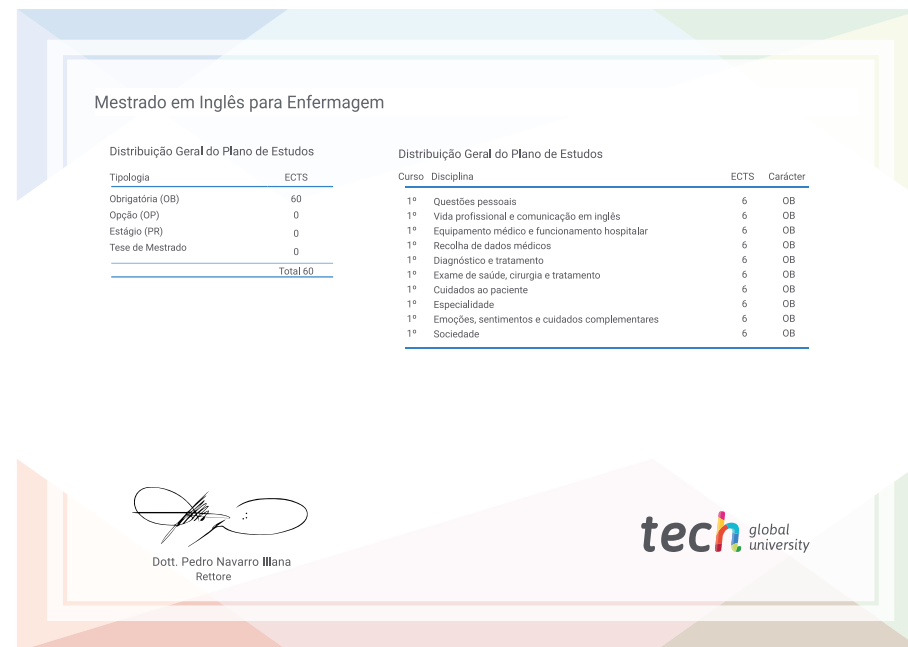 Mestrado em Inglês para Enfermagem
Distribuição Geral do Plano de Estudos
Tipologia ECTS
Obrigatória (OB) 60
Opção (OP) 0
Estágio (PR) 0
Tese de Mestrado 0
Total 60
Distribuição Geral do Plano de Estudos
Curso Disciplina ECTS Carácter
1º Questões pessoais 6 OB
1º Vida profissional e comunicação em inglês 6 OB
1º Equipamento médico e funcionamento hospitalar 6 OB
1º Recolha de dados médicos 6 OB
1º Diagnóstico e tratamento 6 OB
1º Exame de saúde, cirurgia e tratamento 6 OB
1º Cuidados ao paciente 6 OB
1º Especialidade 6 OB
1º Emoções, sentimentos e cuidados complementares 6 OB
1º Sociedade 6 OB
Dott. Pedro Navarro Illana
Rettore
tech global
university